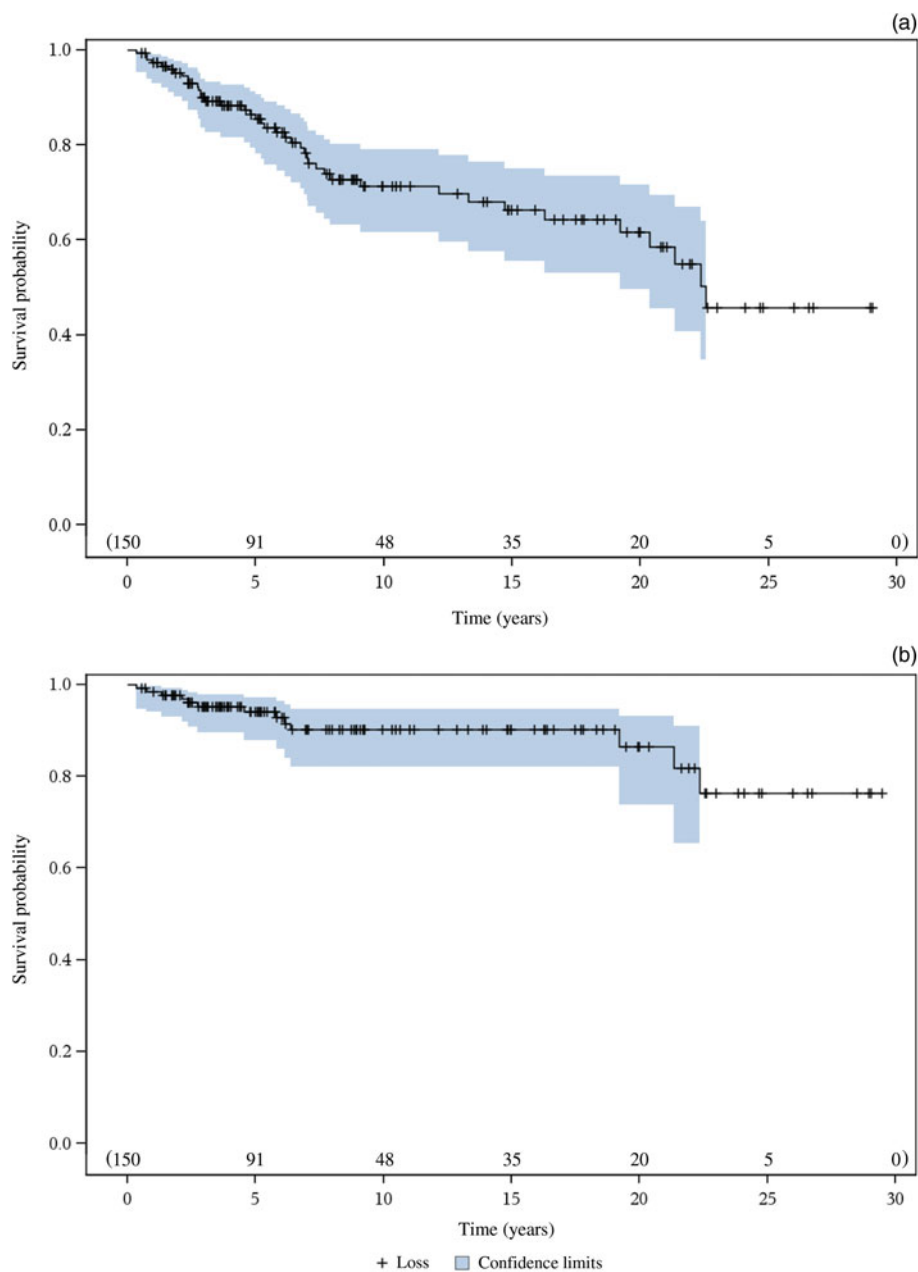 (a)
1.0
0.8
0.6
0.4
0.2
0.0
Survival probability
(150 91 48 35 20 5 0)
0 5 10 15 20 25 30
Time (years)
(b)
1.0
0.8
0.6
0.4
0.2
0.0
Survival probability
(150 91 48 35 20 5 0)
0 5 10 15 20 25 30
Time (years)
+ Loss Confidence limits